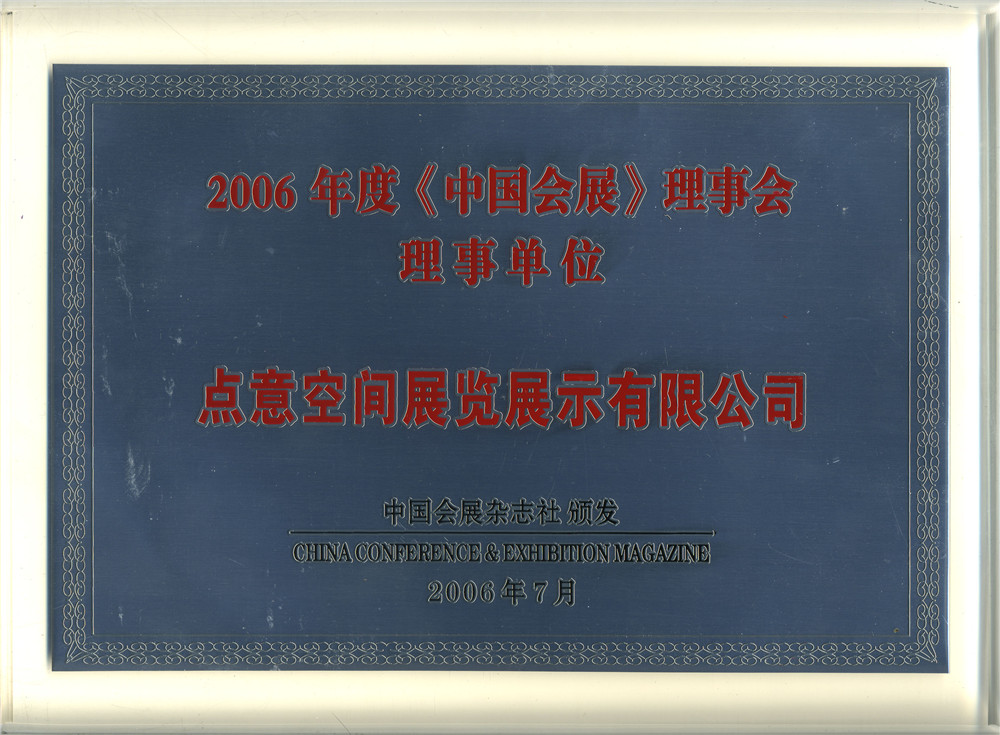 2006 年度《中国会展》理事会
理事单位
点意空间展览展示有限公司
中国会展杂志社 颁发
CHINA CONFERENCE & EXHIBITION MAGAZINE
2006年7月